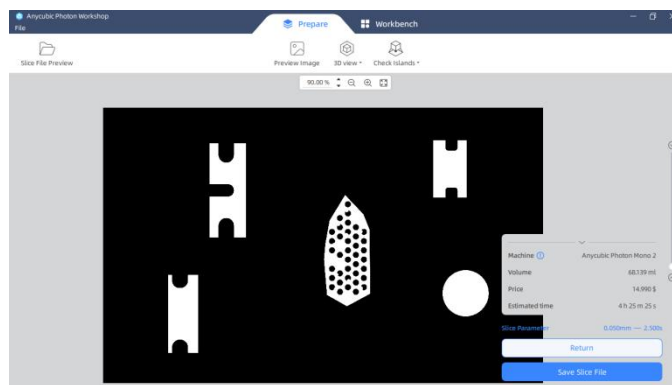 Anycubic Photon Workshop
File
Prepare
Workbench
Slice File Preview
Preview Image
3D view
Check Islands
90.00 %
Machine
Anycubic Photon Mono 2
Volume
68.139 ml
Price
14.990 $
Estimated time
4 h 25 m 25 s
Slice Parameter
0.050mm — 2.500s
Return
Save Slice File